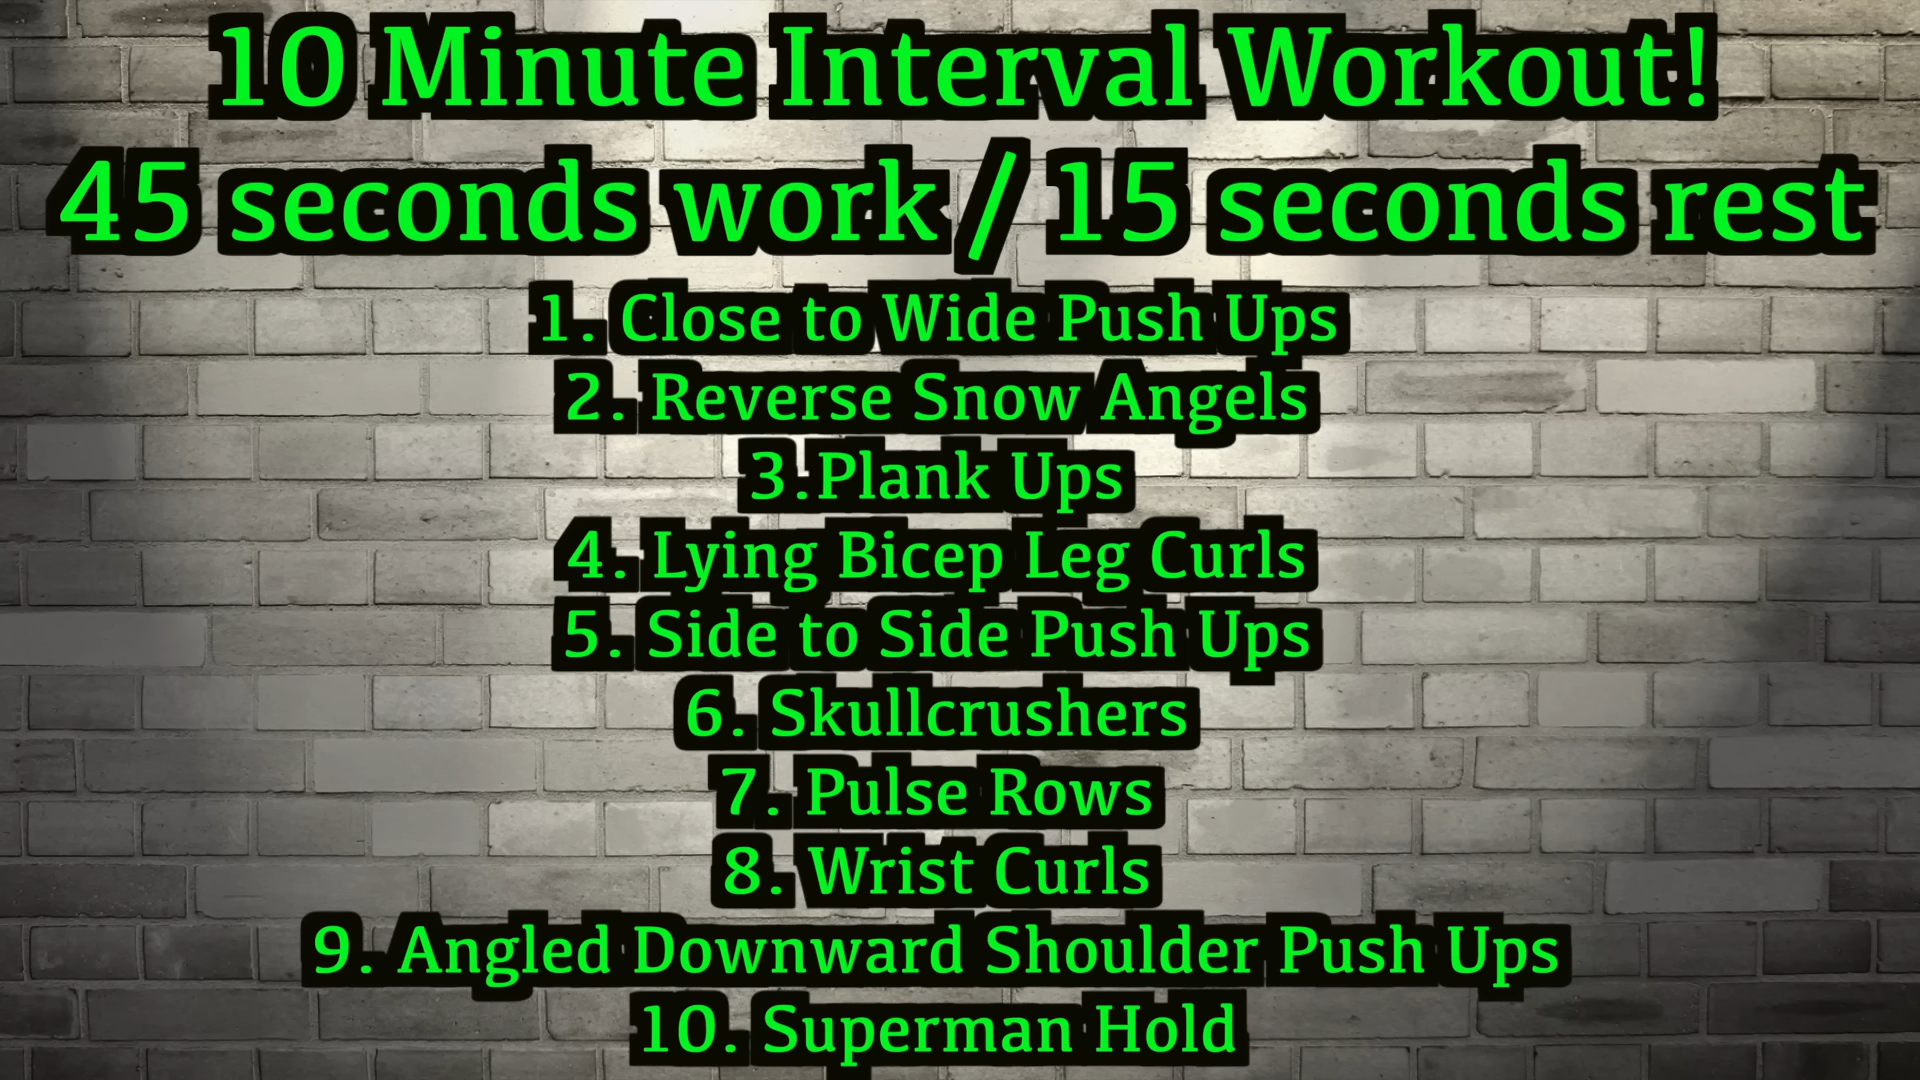 10 Minute Interval Workout!
45 seconds work / 15 seconds rest
1. Close to Wide Push Ups
2. Reverse Snow Angels
3.Plank Ups
4. Lying Bicep Leg Curls
5. Side to Side Push Ups
6. Skullcrushers
7. Pulse Rows
8. Wrist Curls
9. Angled Downward Shoulder Push Ups
10. Superman Hold